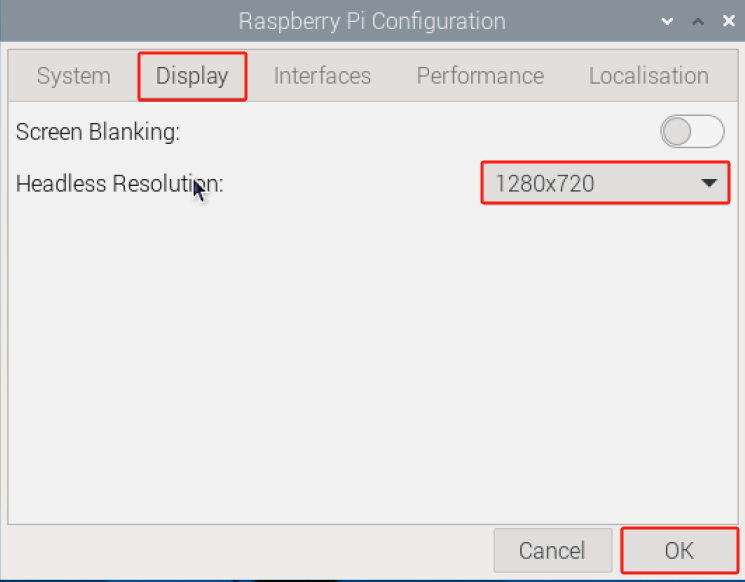 Raspberry Pi Configuration
System Display Interfaces Performance Localisation
Screen Blanking:
Headless Resolution: 1280x720
Cancel OK